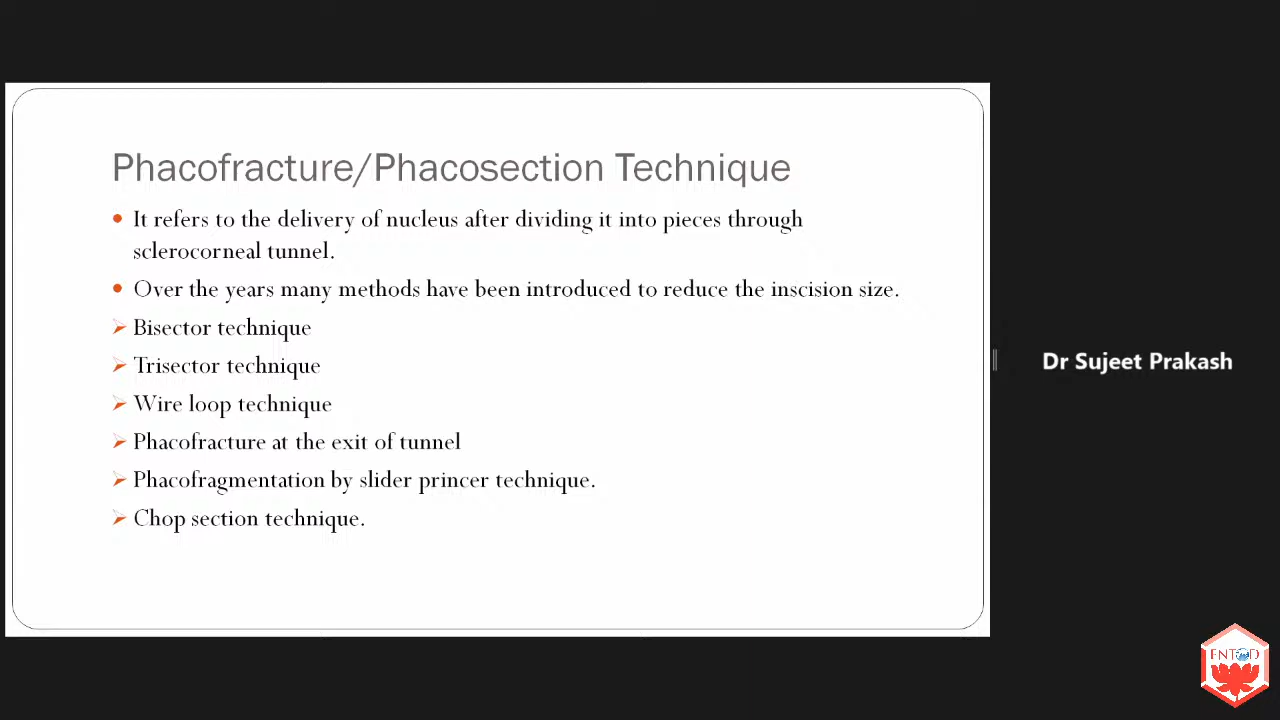 Phacofracture/Phacosection Technique
It refers to the delivery of nucleus after dividing it into pieces through
sclerocorneal tunnel.
Over the years many methods have been introduced to reduce the inscision size.
Bisector technique
Trisector technique
Wire loop technique
Phacofracture at the exit of tunnel
Phacofragmentation by slider princer technique.
Chop section technique.
Dr Sujeet Prakash
ENTOD